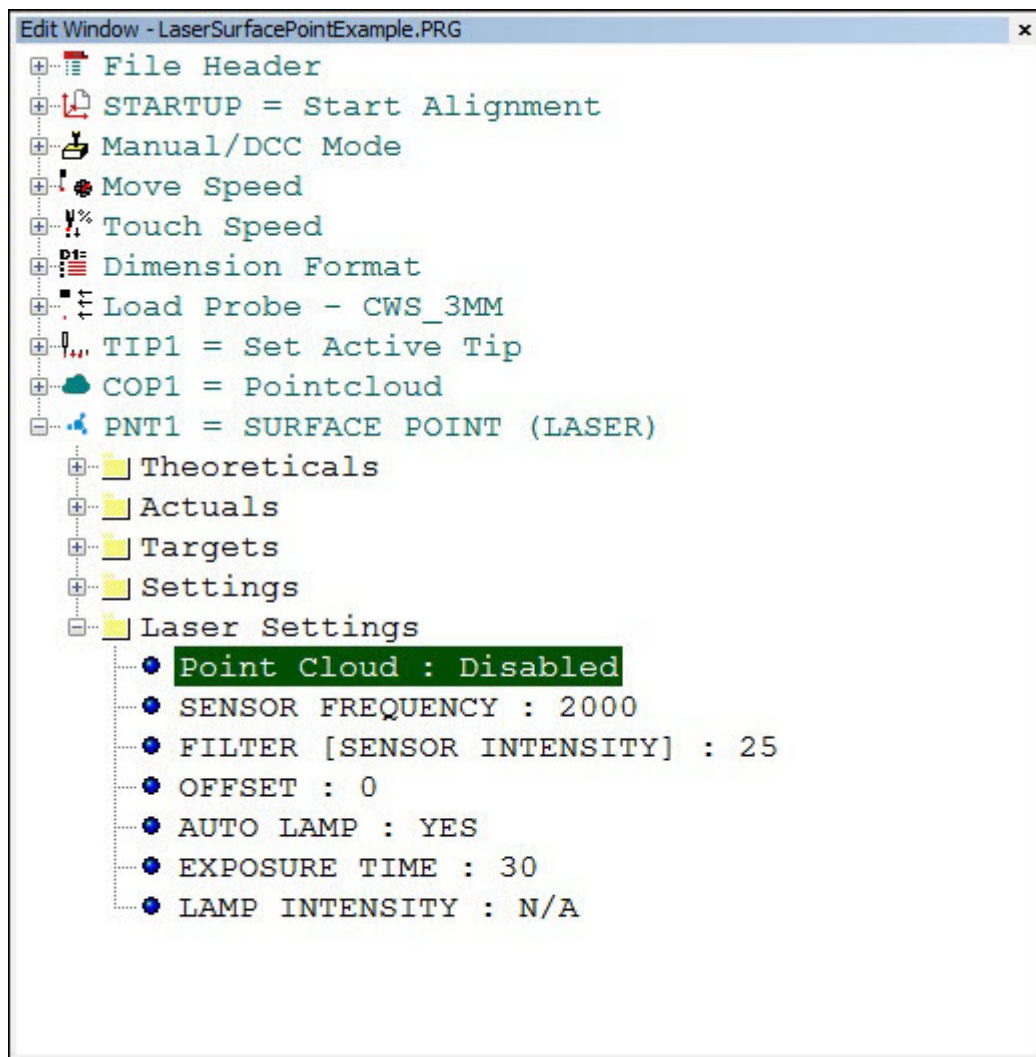 Edit Window - LaserSurfacePointExample.PRG
File Header
STARTUP = Start Alignment
Manual/DCC Mode
Move Speed
Touch Speed
Dimension Format
Load Probe - CWS_3MM
TIP1 = Set Active Tip
COP1 = Pointcloud
PNT1 = SURFACE POINT (LASER)
Theoreticals
Actuals
Targets
Settings
Laser Settings
Point Cloud : Disabled
SENSOR FREQUENCY : 2000
FILTER [SENSOR INTENSITY] : 25
OFFSET : 0
AUTO LAMP : YES
EXPOSURE TIME : 30
LAMP INTENSITY : N/A